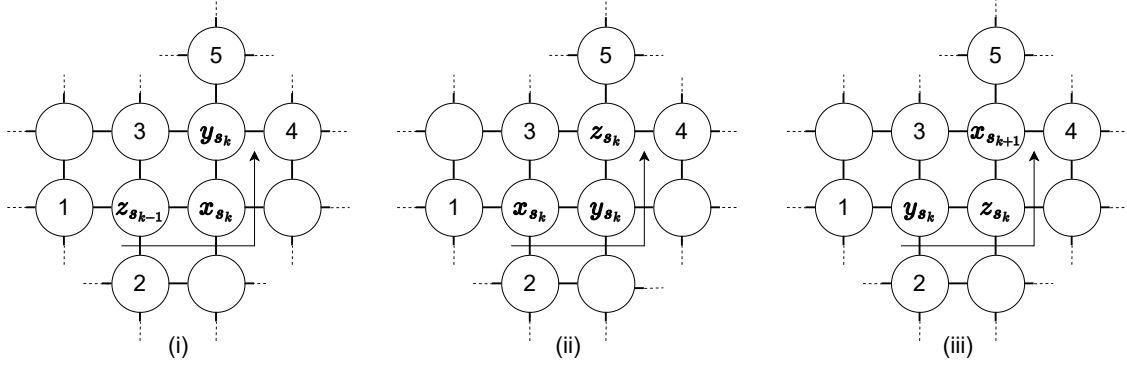 5 5 5
3 $y_{s_k}$ 4 3 $z_{s_k}$ 4 3 $x_{s_{k+1}}$ 4
1 $z_{s_{k-1}}$ $x_{s_k}$ 1 $x_{s_k}$ $y_{s_k}$ 1 $y_{s_k}$ $z_{s_k}$
2 2 2
(i) (ii) (iii)